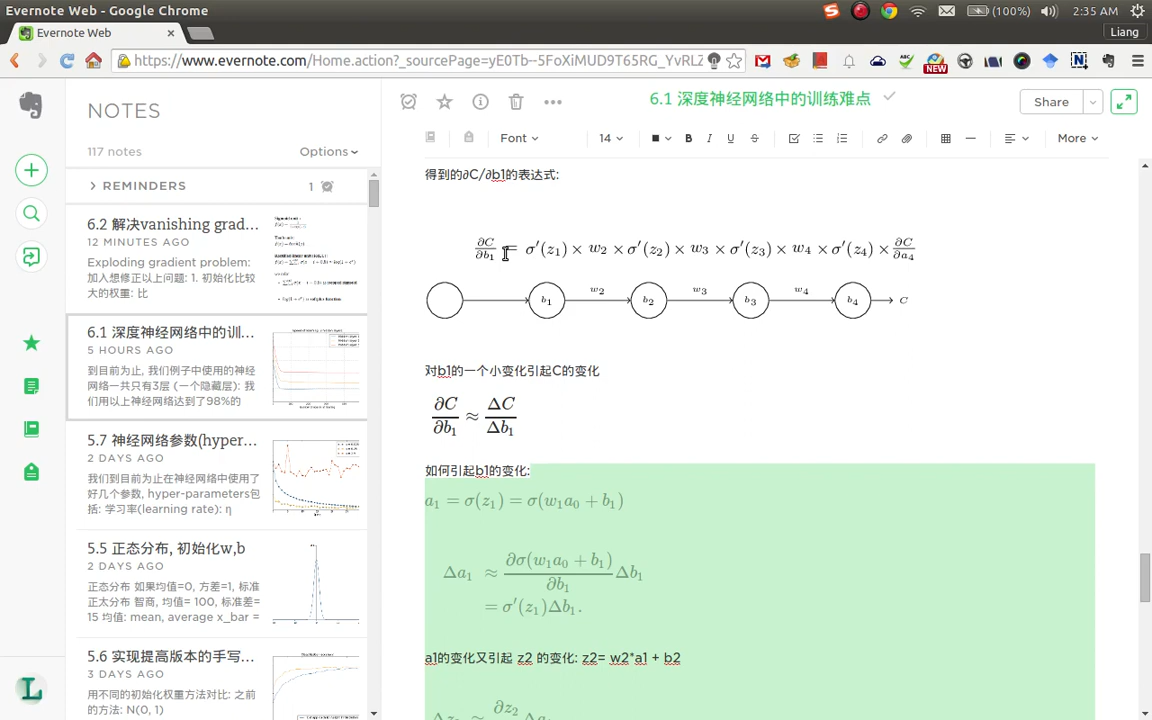 Evernote Web - Google Chrome
(100%)
2:35 AM
Evernote Web
Liang
https://www.evernote.com/Home.action?_sourcePage=yE0Tb--5FoXiMUD9T65RG_YvRLZ
NEW
NOTES
117 notes
Options
REMINDERS
1
6.2 解决vanishing grad...
12 MINUTES AGO
Exploding gradient problem:
加入想修正以上问题: 1. 初始化比较
大的权重: 比
6.1 深度神经网络中的训...
5 HOURS AGO
到目前为止, 我们例子中使用的神经
网络一共只有3层 (一个隐藏层): 我
们用以上神经网络达到了98%的
5.7 神经网络参数(hyper...
2 DAYS AGO
我们到目前为止在神经网络中使用了
好几个参数, hyper-parameters包
括: 学习率(learning rate): η
5.5 正态分布, 初始化w,b
2 DAYS AGO
正态分布 如果均值=0, 方差=1, 标准
正太分布 智商, 均值= 100, 标准差=
15 均值: mean, average x_bar =
5.6 实现提高版本的手写...
3 DAYS AGO
用不同的初始化权重方法对比: 之前
的方法: N(0, 1)
6.1 深度神经网络中的训练难点
Share
Font
14
B I U
More
得到的∂C/∂b1的表达式:
∂C/∂b₁ = σ′(z₁) × w₂ × σ′(z₂) × w₃ × σ′(z₃) × w₄ × σ′(z₄) × ∂C/∂a₄
b₁ w₂ b₂ w₃ b₃ w₄ b₄ C
对b1的一个小变化引起C的变化
∂C/∂b₁ ≈ ΔC/Δb₁
如何引起b1的变化:
a₁ = σ(z₁) = σ(w₁a₀ + b₁)
Δa₁ ≈ ∂σ(w₁a₀ + b₁)/∂b₁ Δb₁
= σ′(z₁)Δb₁.
a1的变化又引起 z2 的变化: z2= w2*a1 + b2
∂z₂